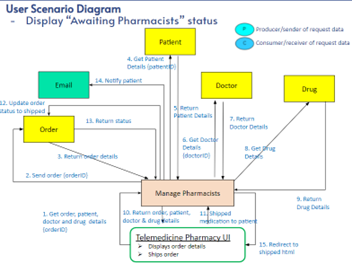 User Scenario Diagram
- Display “Awaiting Pharmacists” status
P Producer/sender of request data
C Consumer/receiver of request data
Patient
4. Get Patient
Details (patientID)
Email
14. Notify patient
Doctor
Drug
12. Update order
status to shipped
5. Return
Patient Details
7. Return
Doctor Details
Order
13. Return status
6. Get Doctor
Details
(doctorID)
8. Get Drug
Details
3. Return order details
2. Send order (orderID)
Manage Pharmacists
9. Return
Drug Details
1. Get order, patient,
doctor and drug details
(orderID)
10. Return order, patient,
doctor & drug details
11. Shipped
medication to patient
Telemedicine Pharmacy UI
➢ Displays order details
➢ Ships order
15. Redirect to
shipped html